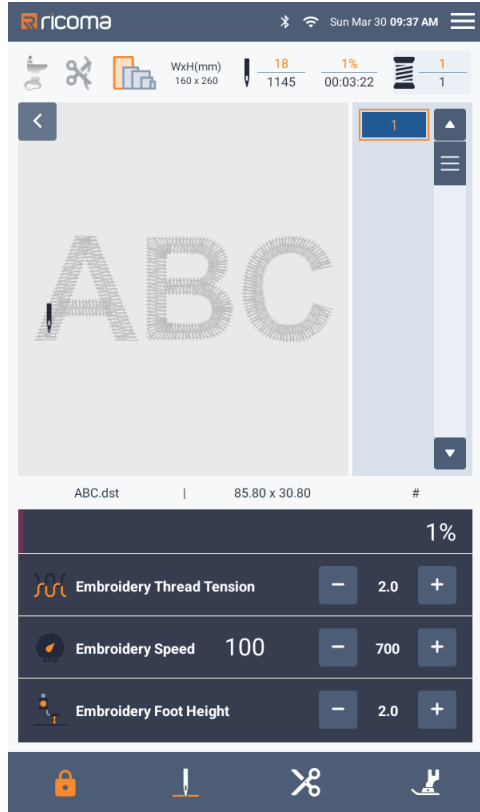 ricoma
Sun Mar 30 09:37 AM
WxH(mm)
160 x 260
18
1145
1%
00:03:22
1
1
1
ABC
ABC.dst | 85.80 x 30.80 #
1%
Embroidery Thread Tension − 2.0 +
Embroidery Speed 100 − 700 +
RPM
Embroidery Foot Height − 2.0 +